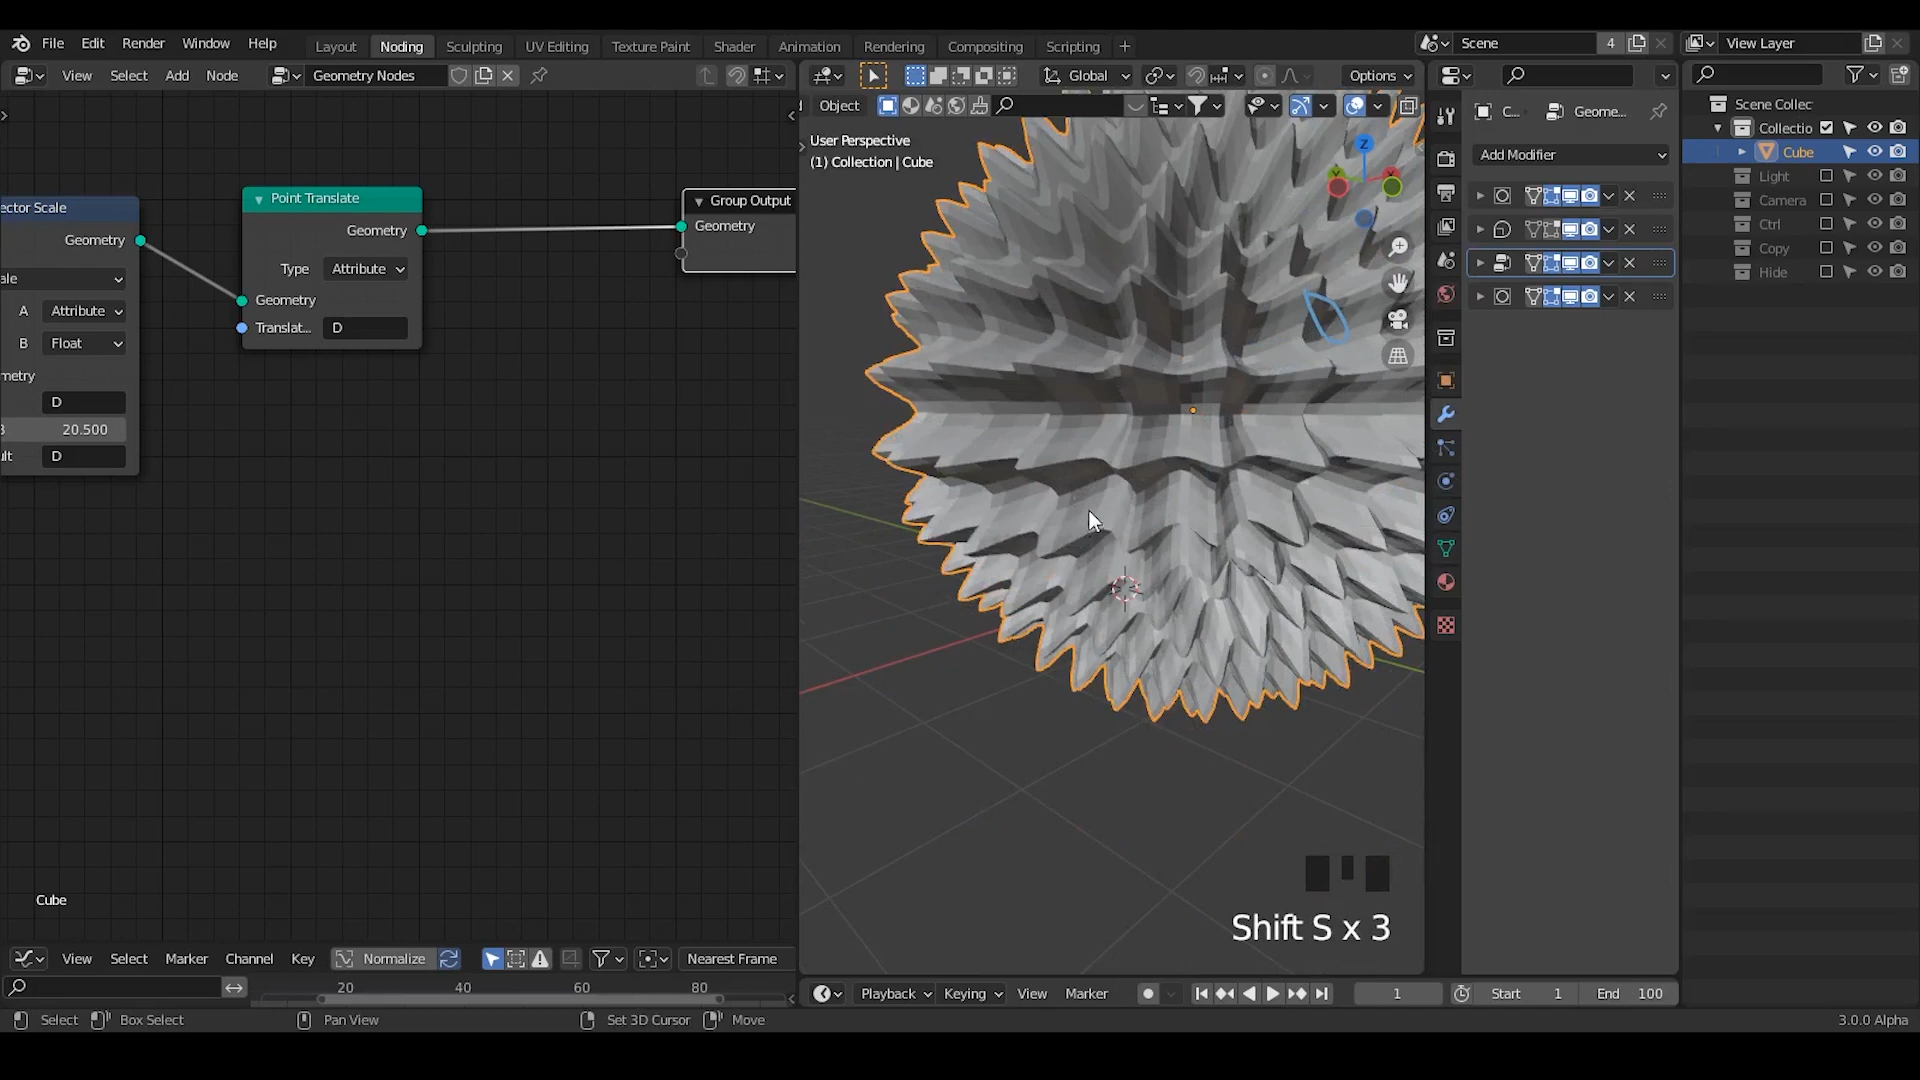 File Edit Render Window Help Layout Noding Sculpting UV Editing Texture Paint Shader Animation Rendering Compositing Scripting + Scene 4 View Layer
View Select Add Node Geometry Nodes Global Options
Object
User Perspective
(1) Collection | Cube
Z
Y
C... Geome...
Add Modifier
Scene Collec
Collectio
Cube
Light
Camera
Ctrl
Copy
Hide
ector Scale
Geometry
ale
A Attribute
B Float
metry
D
B 20.500
ult D
Point Translate
Geometry
Type Attribute
Geometry
Translat... D
Group Output
Geometry
Cube
Shift S x 3
View Select Marker Channel Key Normalize Nearest Frame
20 40 60 80
Playback Keying View Marker 1 Start 1 End 100
Select Box Select Pan View Set 3D Cursor Move 3.0.0 Alpha